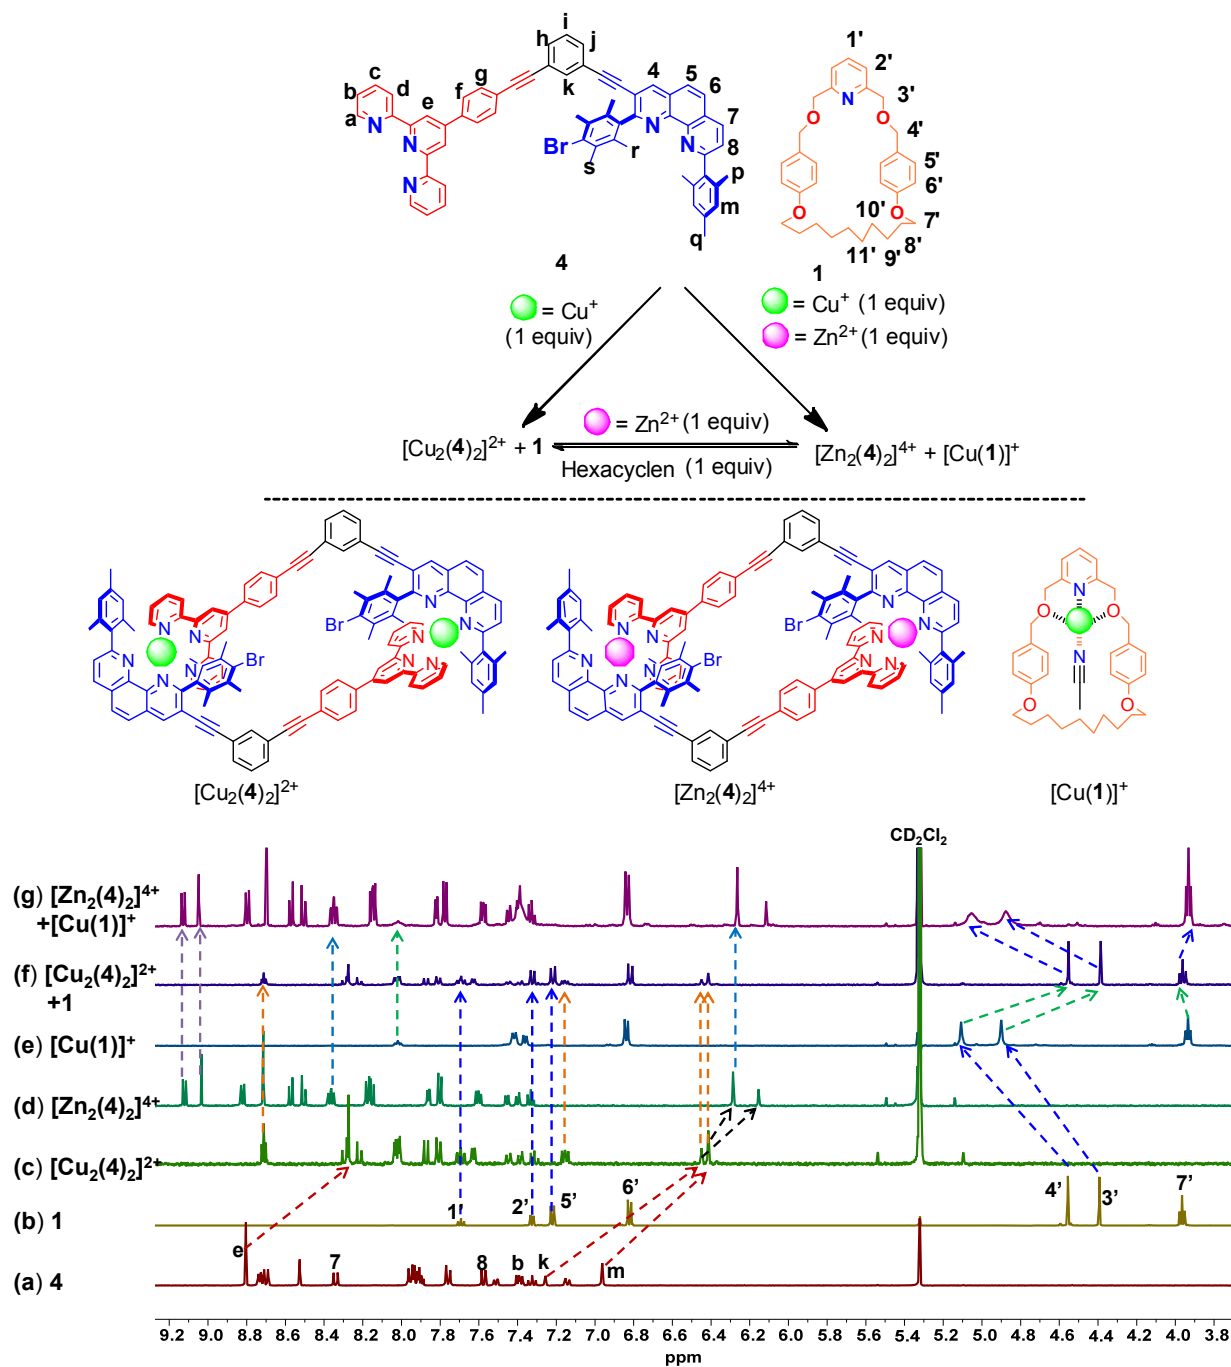 i
h
j
g
k
f
c
d
b
e
a
N
N
N
4
5
6
7
8
N
N
Br
r
s
p
m
q
1'
2'
N
3'
O
O
4'
5'
6'
10'
O
O
7'
8'
11'
9'
4
1
= Cu+
(1 equiv)
= Cu+ (1 equiv)
= Zn2+ (1 equiv)
= Zn2+ (1 equiv)
[Cu2(4)2]2+ + 1
[Zn2(4)2]4+ + [Cu(1)]+
Hexacyclen (1 equiv)
N
N
N
N
N
Br
Br
N
N
N
N
N
N
N
N
N
N
Br
Br
N
N
N
N
N
N
O
O
N
O
O
[Cu2(4)2]2+
[Zn2(4)2]4+
[Cu(1)]+
CD2Cl2
(g) [Zn2(4)2]4+
+[Cu(1)]+
(f) [Cu2(4)2]2+
+1
(e) [Cu(1)]+
(d) [Zn2(4)2]4+
(c) [Cu2(4)2]2+
(b) 1
1' 2' 5' 6' 4' 3' 7'
(a) 4
e 7 8 b k m
9.2 9.0 8.8 8.6 8.4 8.2 8.0 7.8 7.6 7.4 7.2 7.0 6.8 6.6 6.4 6.2 6.0 5.8 5.6 5.4 5.2 5.0 4.8 4.6 4.4 4.2 4.0 3.8
ppm